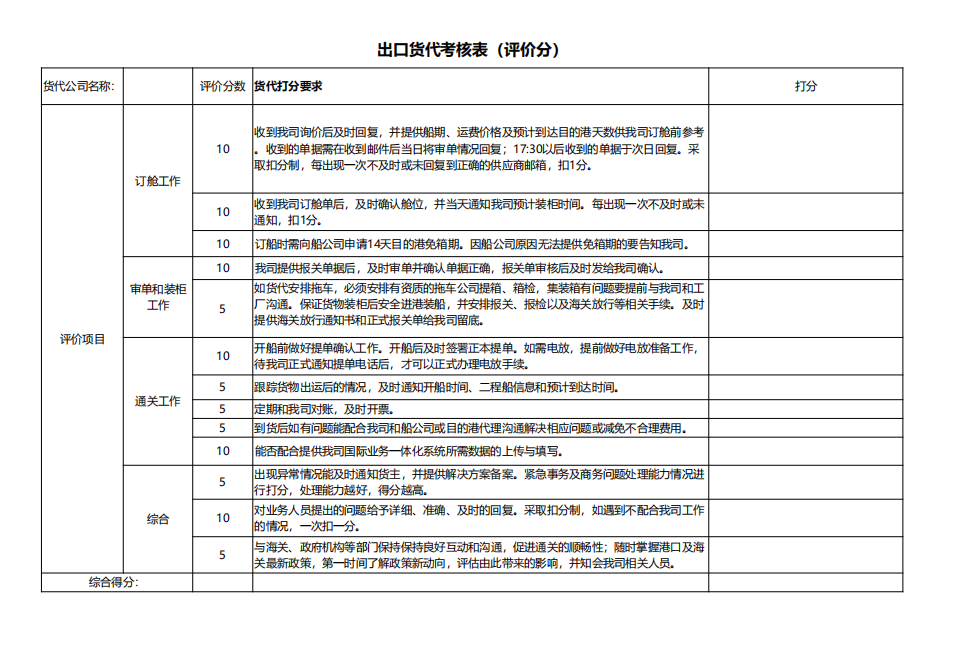 出口货代考核表（评价分）
货代公司名称： 评价分数 货代打分要求 打分
评价项目
订舱工作
10 收到我司询价后及时回复，并提供船期、运费价格及预计到达目的港天数供我司订舱前参考
。收到的单据需在收到邮件后当日将审单情况回复；17:30以后收到的单据于次日回复。采
取扣分制，每出现一次不及时或未回复到正确的供应商邮箱，扣1分。
10 收到我司订舱单后，及时确认舱位，并当天通知我司预计装柜时间。每出现一次不及时或未
通知，扣1分。
10 订船时需向船公司申请14天目的港免箱期。因船公司原因无法提供免箱期的要告知我司。
审单和装柜
工作
10 我司提供报关单据后，及时审单并确认单据正确，报关单审核后及时发给我司确认。
5 如货代安排拖车，必须安排有资质的拖车公司提箱、箱检，集装箱有问题要提前与我司和工
厂沟通。保证货物装柜后安全进港装船，并安排报关、报检以及海关放行等相关手续。及时
提供海关放行通知书和正式报关单给我司留底。
通关工作
10 开船前做好提单确认工作。开船后及时签署正本提单。如需电放，提前做好电放准备工作，
待我司正式通知提单电话后，才可以正式办理电放手续。
5 跟踪货物出运后的情况，及时通知开船时间、二程船信息和预计到达时间。
5 定期和我司对账，及时开票。
5 到货后如有问题能配合我司和船公司或目的港代理沟通解决相应问题或减免不合理费用。
10 能否配合提供我司国际业务一体化系统所需数据的上传与填写。
综合
5 出现异常情况能及时通知货主，并提供解决方案备案。紧急事务及商务问题处理能力情况进
行打分，处理能力越好，得分越高。
10 对业务人员提出的问题给予详细、准确、及时的回复。采取扣分制，如遇到不配合我司工作
的情况，一次扣一分。
5 与海关、政府机构等部门保持保持良好互动和沟通，促进通关的顺畅性；随时掌握港口及海
关最新政策，第一时间了解政策新动向，评估由此带来的影响，并知会我司相关人员。
综合得分：